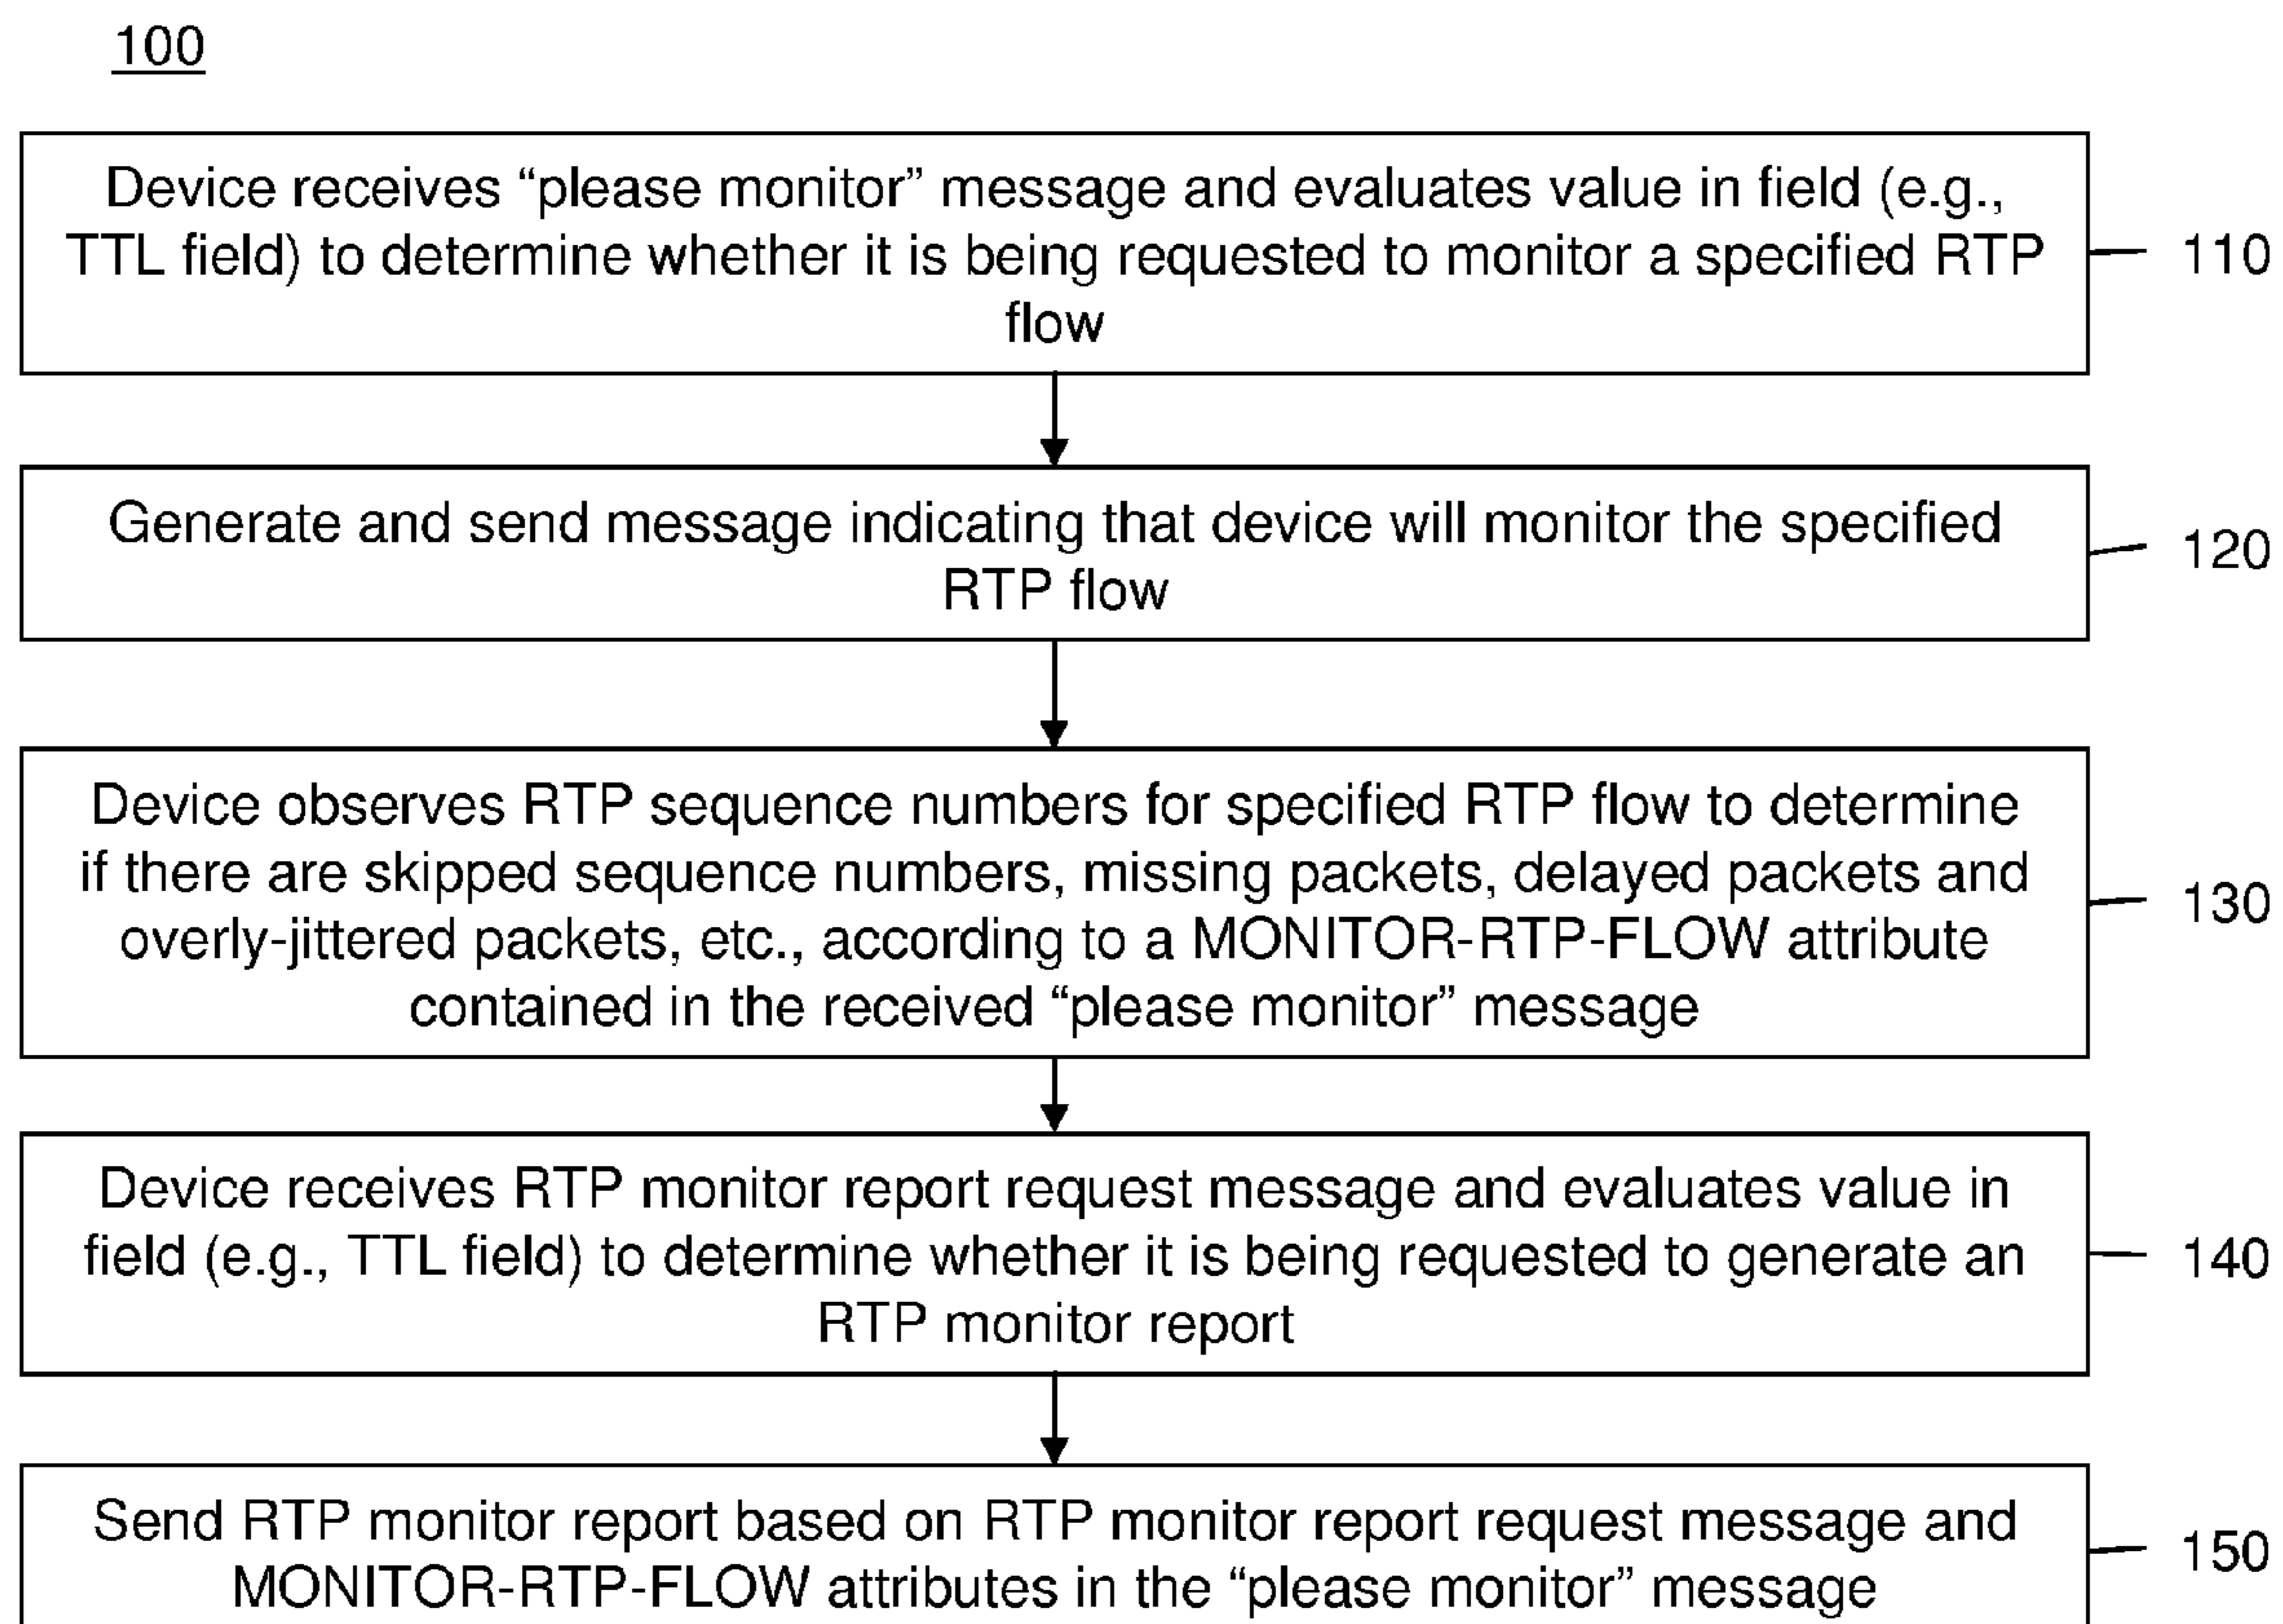 100
Device receives “please monitor” message and evaluates value in field (e.g.,
TTL field) to determine whether it is being requested to monitor a specified RTP
flow
110
Generate and send message indicating that device will monitor the specified
RTP flow
120
Device observes RTP sequence numbers for specified RTP flow to determine
if there are skipped sequence numbers, missing packets, delayed packets and
overly-jittered packets, etc., according to a MONITOR-RTP-FLOW attribute
contained in the received “please monitor” message
130
Device receives RTP monitor report request message and evaluates value in
field (e.g., TTL field) to determine whether it is being requested to generate an
RTP monitor report
140
Send RTP monitor report based on RTP monitor report request message and
MONITOR-RTP-FLOW attributes in the “please monitor” message
150